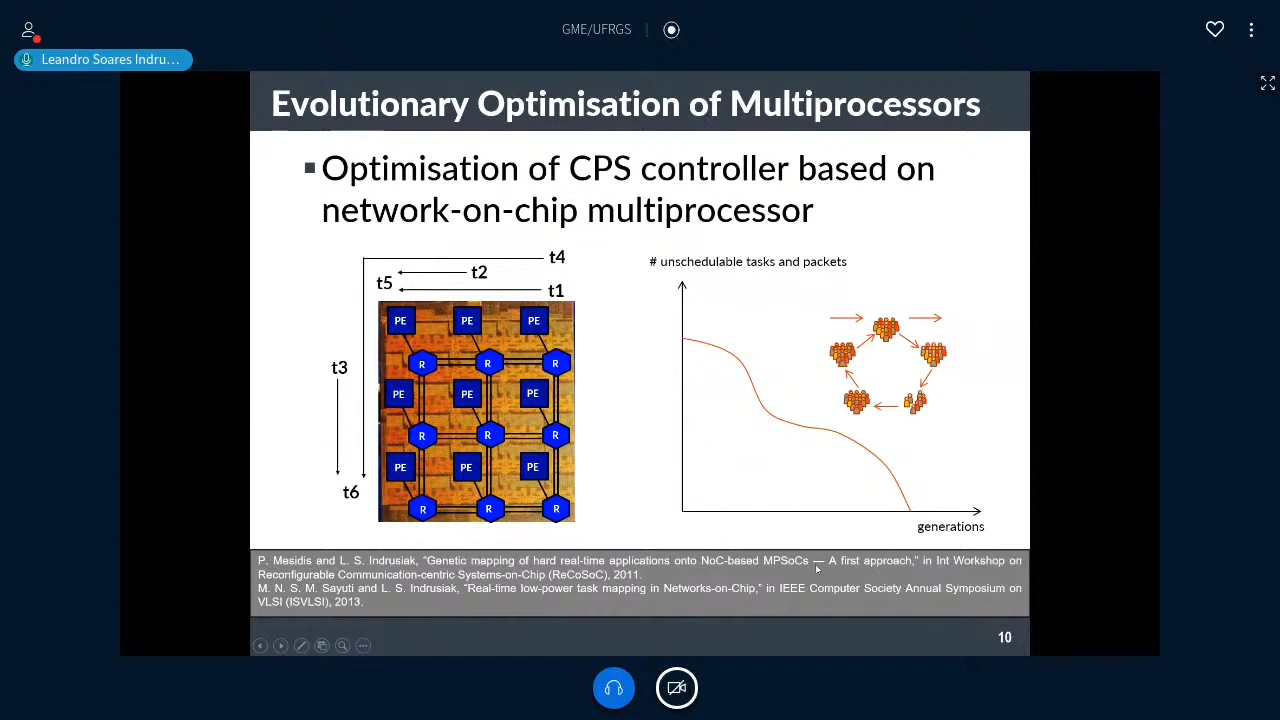 GME/UFRGS
Leandro Soares Indru…
Evolutionary Optimisation of Multiprocessors
Optimisation of CPS controller based on
network-on-chip multiprocessor
t4
t2
t5
t1
PE PE PE
R R R
t3
PE PE PE
R R R
PE PE PE
t6
R R R
# unschedulable tasks and packets
generations
P. Mesidis and L. S. Indrusiak, “Genetic mapping of hard real-time applications onto NoC-based MPSoCs — A first approach,” in Int Workshop on
Reconfigurable Communication-centric Systems-on-Chip (ReCoSoC), 2011.
M. N. S. M. Sayuti and L. S. Indrusiak, “Real-time low-power task mapping in Networks-on-Chip,” in IEEE Computer Society Annual Symposium on
VLSI (ISVLSI), 2013.
10